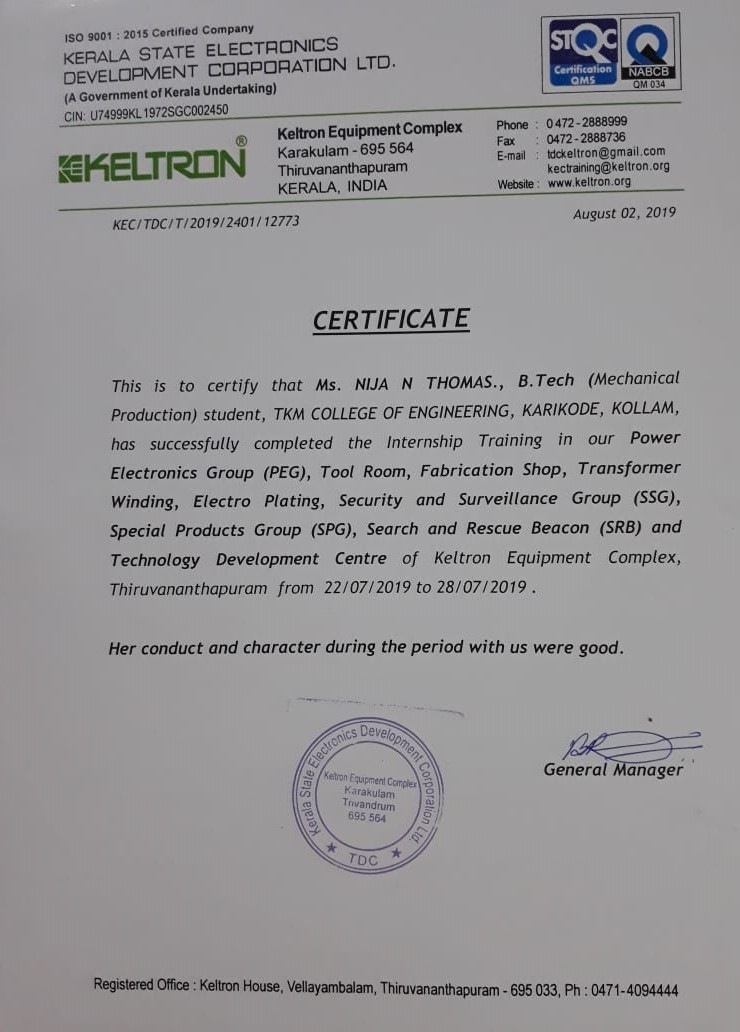 ISO 9001 : 2015 Certified Company
KERALA STATE ELECTRONICS
DEVELOPMENT CORPORATION LTD.
(A Government of Kerala Undertaking)
CIN: U74999KL1972SGC002450
STQC
Certification
QMS
Q
NABCB
QM 034
KELTRON®
Keltron Equipment Complex
Karakulam - 695 564
Thiruvananthapuram
KERALA, INDIA
Phone : 0472-2888999
Fax : 0472-2888736
E-mail : tdckeltron@gmail.com
kectraining@keltron.org
Website : www.keltron.org
KEC/TDC/T/2019/2401/12773
August 02, 2019
CERTIFICATE
This is to certify that Ms. NIJA N THOMAS., B.Tech (Mechanical
Production) student, TKM COLLEGE OF ENGINEERING, KARIKODE, KOLLAM,
has successfully completed the Internship Training in our Power
Electronics Group (PEG), Tool Room, Fabrication Shop, Transformer
Winding, Electro Plating, Security and Surveillance Group (SSG),
Special Products Group (SPG), Search and Rescue Beacon (SRB) and
Technology Development Centre of Keltron Equipment Complex,
Thiruvananthapuram from 22/07/2019 to 28/07/2019 .
Her conduct and character during the period with us were good.
Kerala State Electronics Development Corporation Ltd.
Keltron Equipment Complex
Karakulam
Trivandrum
695 564
★ TDC ★
General Manager
Registered Office : Keltron House, Vellayambalam, Thiruvananthapuram - 695 033, Ph : 0471-4094444